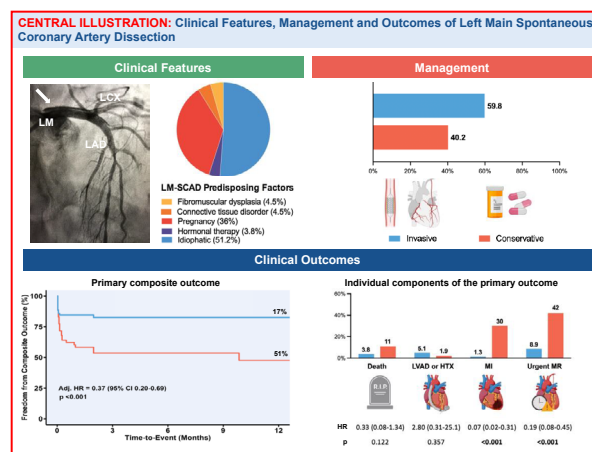 CENTRAL ILLUSTRATION: Clinical Features, Management and Outcomes of Left Main Spontaneous
Coronary Artery Dissection
Clinical Features
Management
LCX
LM
LAD
LM-SCAD Predisposing Factors
Fibromuscular dysplasia (4.5%)
Connective tissue disorder (4.5%)
Pregnancy (36%)
Hormonal therapy (3.8%)
Idiophatic (51.2%)
59.8
40.2
0% 20% 40% 60% 80% 100%
Invasive Conservative
Clinical Outcomes
Primary composite outcome
Freedom from Composite Outcome (%)
100
75
50
25
0
17%
51%
Adj. HR = 0.37 (95% CI 0.20-0.69)
p <0.001
0 3 6 9 12
Time-to-Event (Months)
Individual components of the primary outcome
60%
40%
20%
0%
3.8 11 5.1 1.9 1.3 30 8.9 42
Death LVAD or HTX MI Urgent MR
R.I.P
HR 0.33 (0.08-1.34) 2.80 (0.31-25.1) 0.07 (0.02-0.31) 0.19 (0.08-0.45)
p 0.122 0.357 <0.001 <0.001